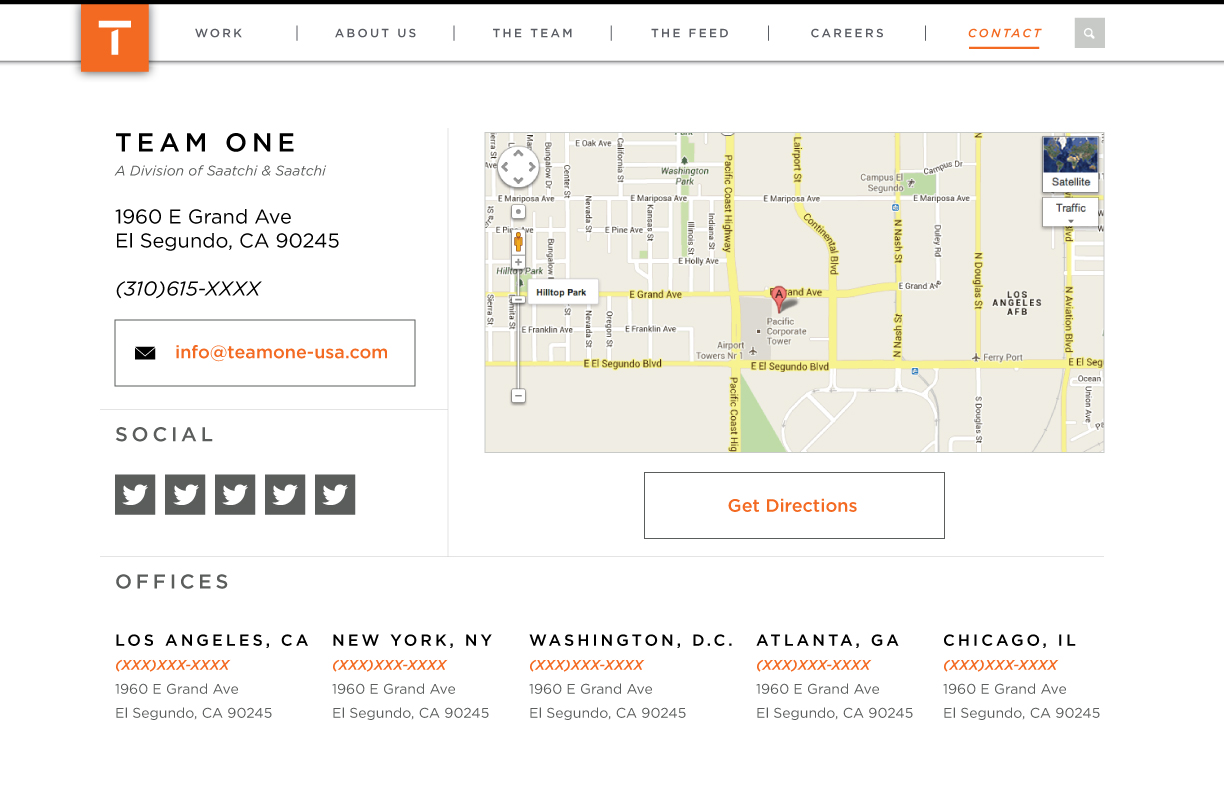 T
WORK | ABOUT US | THE TEAM | THE FEED | CAREERS | CONTACT
TEAM ONE
A Division of Saatchi & Saatchi
1960 E Grand Ave
El Segundo, CA 90245
(310)615-XXXX
info@teamone-usa.com
SOCIAL
E Oak Ave
Washington
Park
Campus Dr
Campus El
Segundo
Satellite
Traffic
E Mariposa Ave
E Mariposa Ave
E Mariposa Ave
E Pine Ave
E Pine Ave
E Holly Ave
Hilltop Park
Hilltop Park
E Grand Ave
A
E Grand Ave
E Grand Ave
LOS
ANGELES
AFB
E Franklin Ave
E Franklin Ave
Pacific
Corporate
Tower
Airport
Towers Nr 1
Ferry Port
E El Segundo Blvd
E El Segundo Blvd
E El Seg
Ocean
Sierra St
Bungalow Dr
Center St
California St
Nevada St
Kansas St
Illinois St
Indiana St
Pacific Coast Highway
Lairport St
Continental Blvd
N Nash St
Duley Rd
N Douglas St
N Aviation Blvd
Bungalow
Sierra St
Lomita St
Nevada St
Oregon St
N Nash St
Pacific Coast Hig
S Douglas St
Union Ave
Get Directions
OFFICES
LOS ANGELES, CA
(XXX)XXX-XXXX
1960 E Grand Ave
El Segundo, CA 90245
NEW YORK, NY
(XXX)XXX-XXXX
1960 E Grand Ave
El Segundo, CA 90245
WASHINGTON, D.C.
(XXX)XXX-XXXX
1960 E Grand Ave
El Segundo, CA 90245
ATLANTA, GA
(XXX)XXX-XXXX
1960 E Grand Ave
El Segundo, CA 90245
CHICAGO, IL
(XXX)XXX-XXXX
1960 E Grand Ave
El Segundo, CA 90245